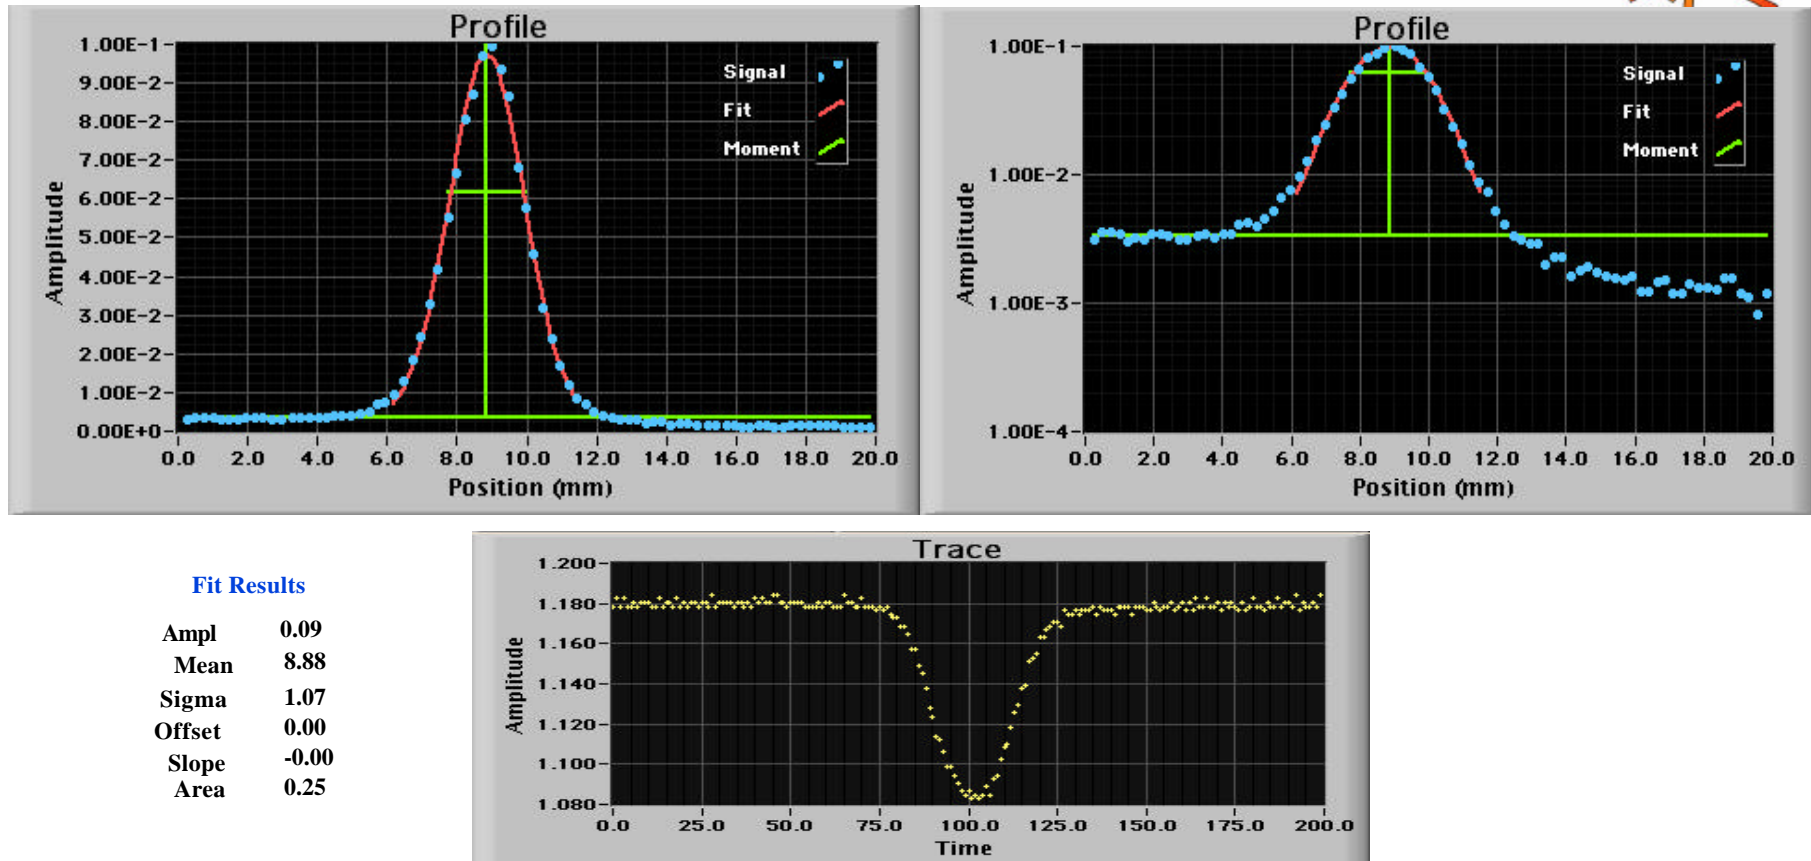 Profile
1.00E-1
9.00E-2
8.00E-2
7.00E-2
6.00E-2
5.00E-2
4.00E-2
3.00E-2
2.00E-2
1.00E-2
0.00E+0
Amplitude
Signal
Fit
Moment
0.0 2.0 4.0 6.0 8.0 10.0 12.0 14.0 16.0 18.0 20.0
Position (mm)
Profile
1.00E-1
1.00E-2
1.00E-3
1.00E-4
Amplitude
Signal
Fit
Moment
0.0 2.0 4.0 6.0 8.0 10.0 12.0 14.0 16.0 18.0 20.0
Position (mm)
Fit Results
Ampl 0.09
Mean 8.88
Sigma 1.07
Offset 0.00
Slope -0.00
Area 0.25
Trace
1.200
1.180
1.160
1.140
1.120
1.100
1.080
Amplitude
0.0 25.0 50.0 75.0 100.0 125.0 150.0 175.0 200.0
Time